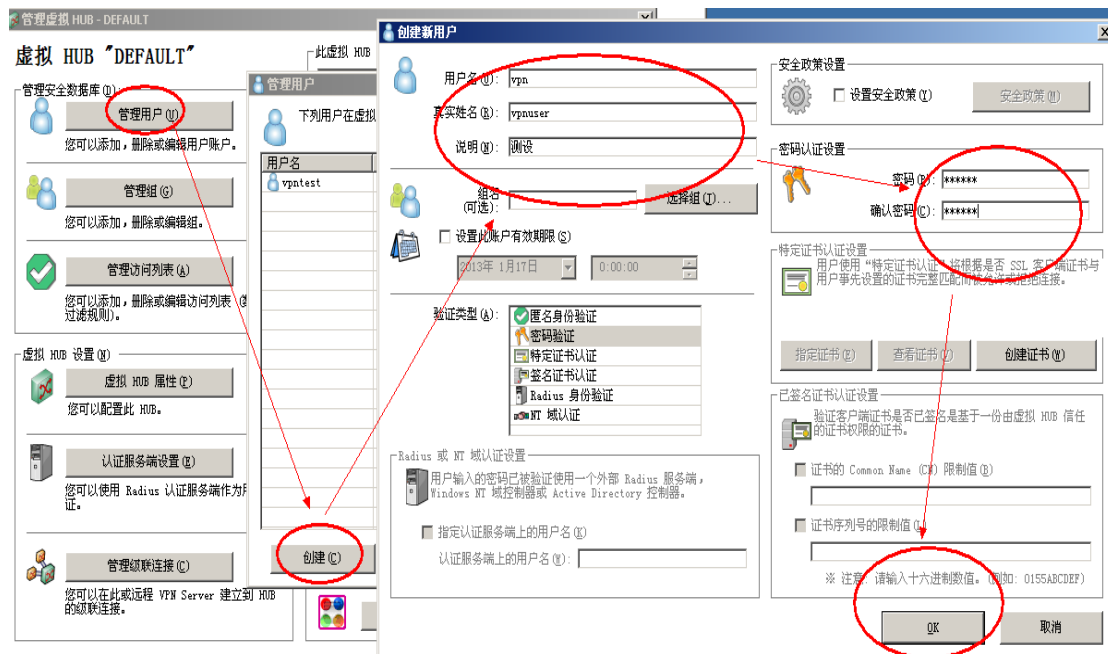 管理虚拟 HUB - DEFAULT
虚拟 HUB "DEFAULT"
管理安全数据库(D):
管理用户(U)
您可以添加，删除或编辑用户账户。
管理组(G)
您可以添加，删除或编辑组。
管理访问列表(A)
您可以添加，删除或编辑访问列表
过滤规则)。
虚拟 HUB 设置(N)
虚拟 HUB 属性(P)
您可以配置此 HUB。
认证服务端设置(E)
您可以使用 Radius 认证服务端作为
证。
管理级联连接(C)
您可以在此或远程 VPN Server 建立到 HUB
的级联连接。
此虚拟 HUB
管理用户
下列用户在虚拟
用户名
vpntest
创建(C)
创建新用户
用户名(U): vpn
真实姓名(R): vpnuser
说明(N): 测设
组名
(可选):
选择组(T)...
设置此账户有效期限(S)
2013年 1月17日
0:00:00
验证类型(A):
匿名身份验证
密码验证
特定证书认证
签名证书认证
Radius 身份验证
NT 域认证
Radius 或 NT 域认证设置
用户输入的密码已被验证使用一个外部 Radius 服务端，
Windows NT 域控制器或 Active Directory 控制器。
指定认证服务端上的用户名(K)
认证服务端上的用户名(W):
安全政策设置
设置安全政策(Y)
安全政策(M)
密码认证设置
密码(P): ******
确认密码(C): ******
特定证书认证设置
用户使用 "特定证书认证" 将根据是否 SSL 客户端证书与
用户事先设置的证书完整匹配而被允许或拒绝连接。
指定证书(E)
查看证书(V)
创建证书(W)
已签名证书认证设置
验证客户端证书是否已签名是基于一份由虚拟 HUB 信任
的证书权限的证书。
证书的 Common Name (CN) 限制值(B)
证书序列号的限制值(L)
※ 注意: 请输入十六进制数值。(例如: 0155ABCDEF)
OK
取消